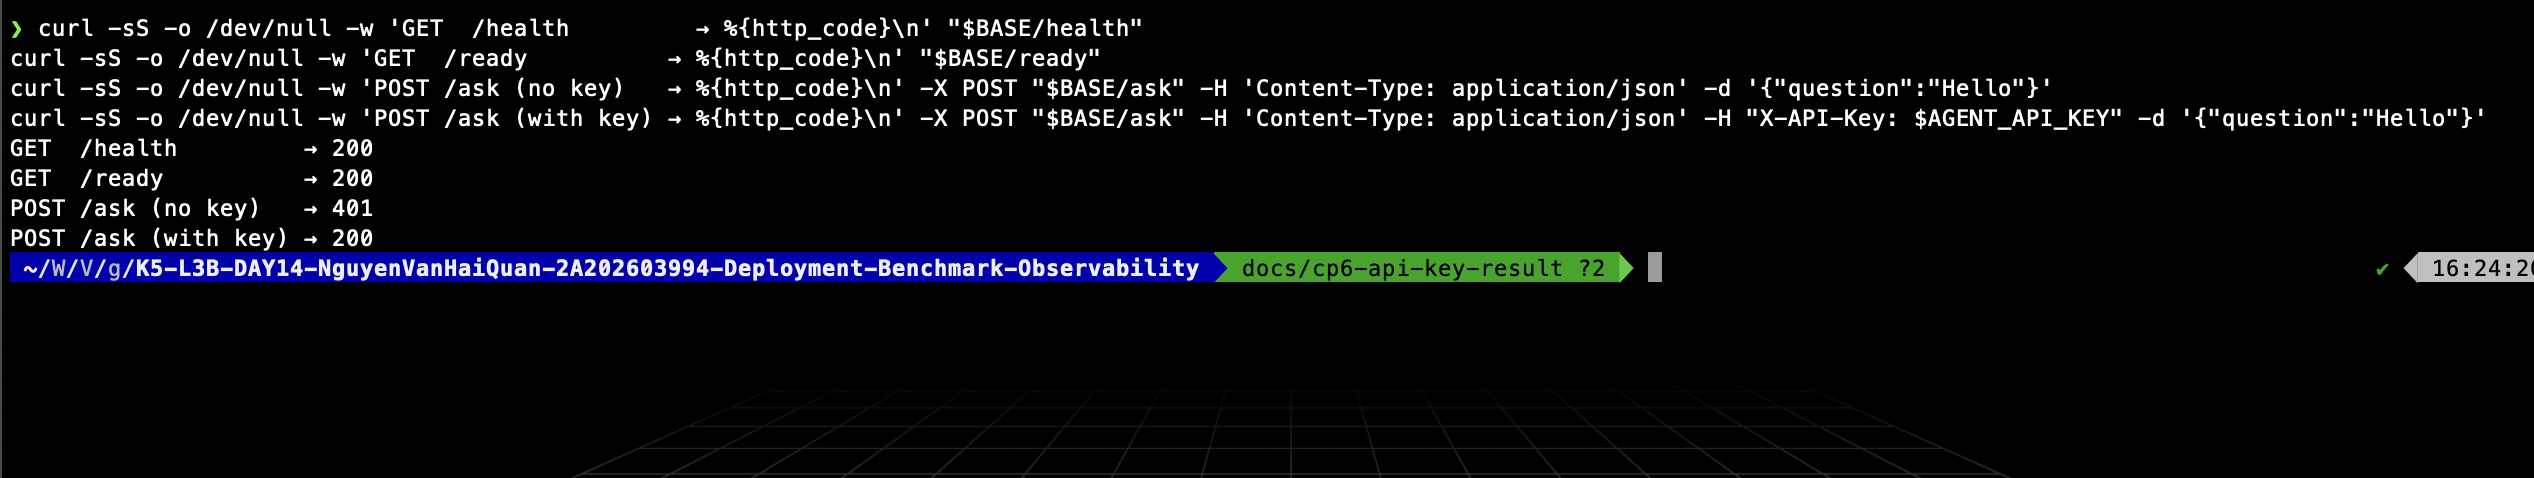 ❯ curl -sS -o /dev/null -w 'GET  /health         → %{http_code}\n' "$BASE/health"
curl -sS -o /dev/null -w 'GET  /ready          → %{http_code}\n' "$BASE/ready"
curl -sS -o /dev/null -w 'POST /ask (no key)   → %{http_code}\n' -X POST "$BASE/ask" -H 'Content-Type: application/json' -d '{"question":"Hello"}'
curl -sS -o /dev/null -w 'POST /ask (with key) → %{http_code}\n' -X POST "$BASE/ask" -H 'Content-Type: application/json' -H "X-API-Key: $AGENT_API_KEY" -d '{"question":"Hello"}'
GET  /health         → 200
GET  /ready          → 200
POST /ask (no key)   → 401
POST /ask (with key) → 200
~/W/V/g/K5-L3B-DAY14-NguyenVanHaiQuan-2A202603994-Deployment-Benchmark-Observability docs/cp6-api-key-result ?2 ✔ 16:24:2